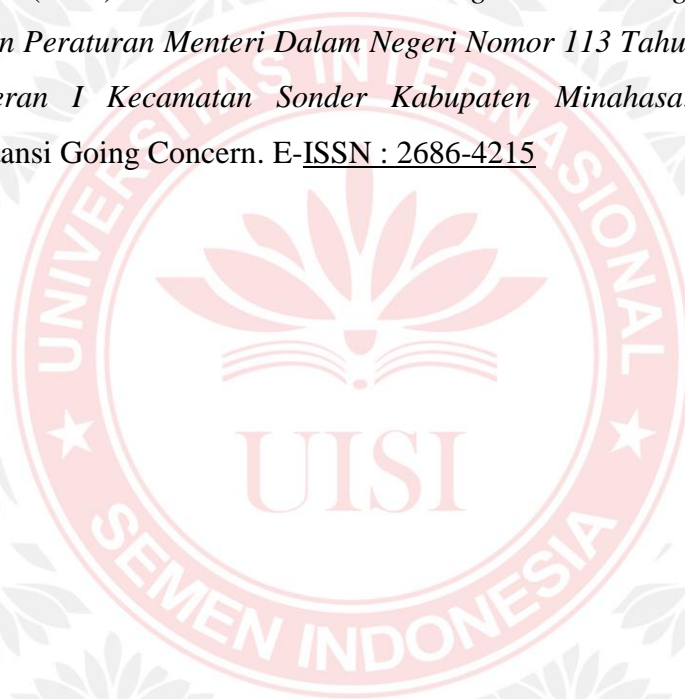 n Peraturan Menteri Dalam Negeri Nomor 113 Tahu
eran I Kecamatan Sonder Kabupaten Minahasa.
ansi Going Concern. E-ISSN : 2686-4215
UNIVERSITAS INTERNASIONAL
UISI
SEMEN INDONESIA